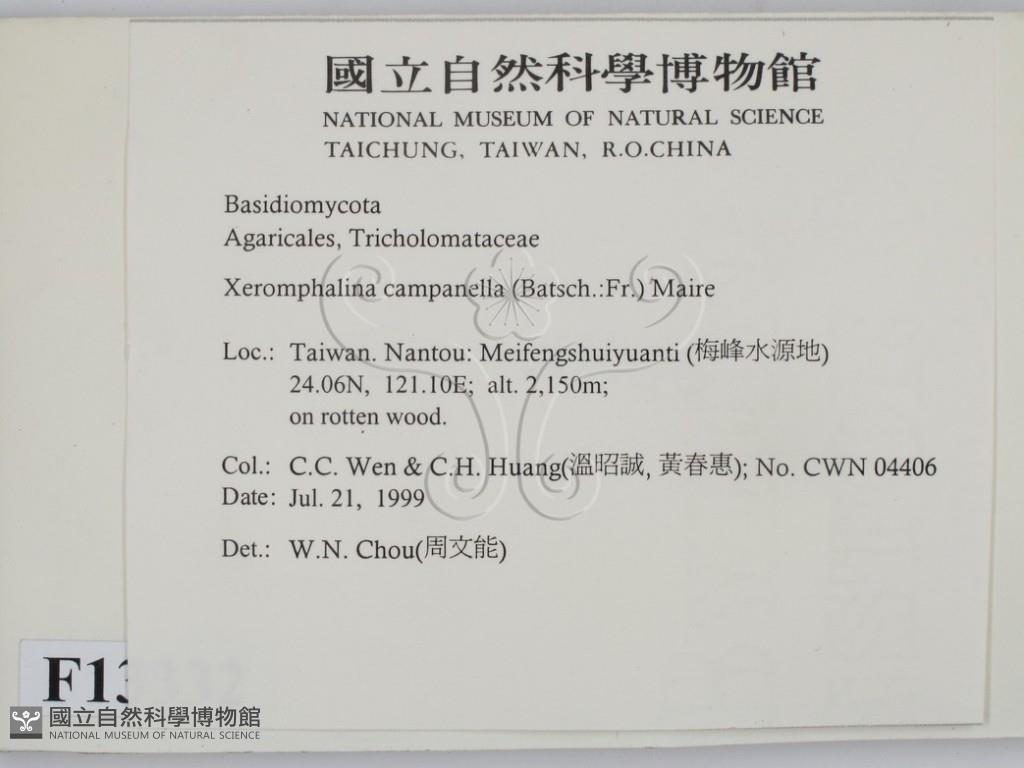 國立自然科學博物館
NATIONAL MUSEUM OF NATURAL SCIENCE
TAICHUNG, TAIWAN, R.O.CHINA
Basidiomycota
Agaricales, Tricholomataceae
Xeromphalina campanella (Batsch.:Fr.) Maire
Loc.: Taiwan. Nantou: Meifengshuiyuanti (梅峰水源地)
24.06N, 121.10E; alt. 2,150m;
on rotten wood.
Col.: C.C. Wen & C.H. Huang(溫昭誠, 黃春惠); No. CWN 04406
Date: Jul. 21, 1999
Det.: W.N. Chou(周文能)
國立自然科學博物館
NATIONAL MUSEUM OF NATURAL SCIENCE